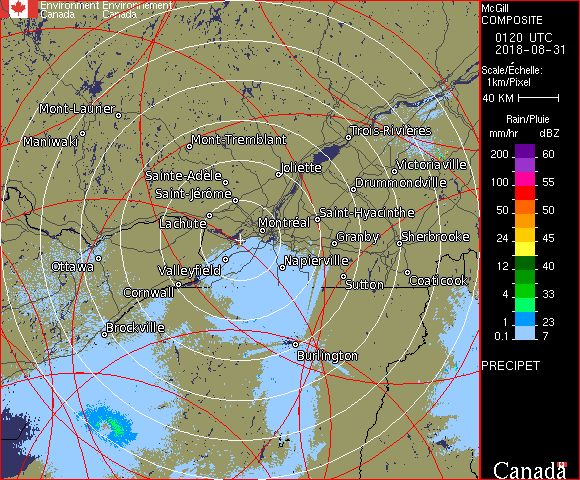 Environment Environnement
Canada Canada
McGill
COMPOSITE
0120 UTC
2018-08-31
Scale/Échelle:
1km/Pixel
40 KM
Rain/Pluie
mm/hr dBZ
200 60
150 57
100 55
50 50
24 45
12 40
4 33
1 23
0.1 7
PRECIPET
Canada
Mont-Laurier
Maniwaki
Mont-Tremblant
Trois-Rivières
Joliette
Victoriaville
Sainte-Adèle
Drummondville
Saint-Jérôme
Lachute
Montréal
Saint-Hyacinthe
Granby
Sherbrooke
Ottawa
Valleyfield
Napierville
Cornwall
Sutton
Coaticook
Brockville
Burlington